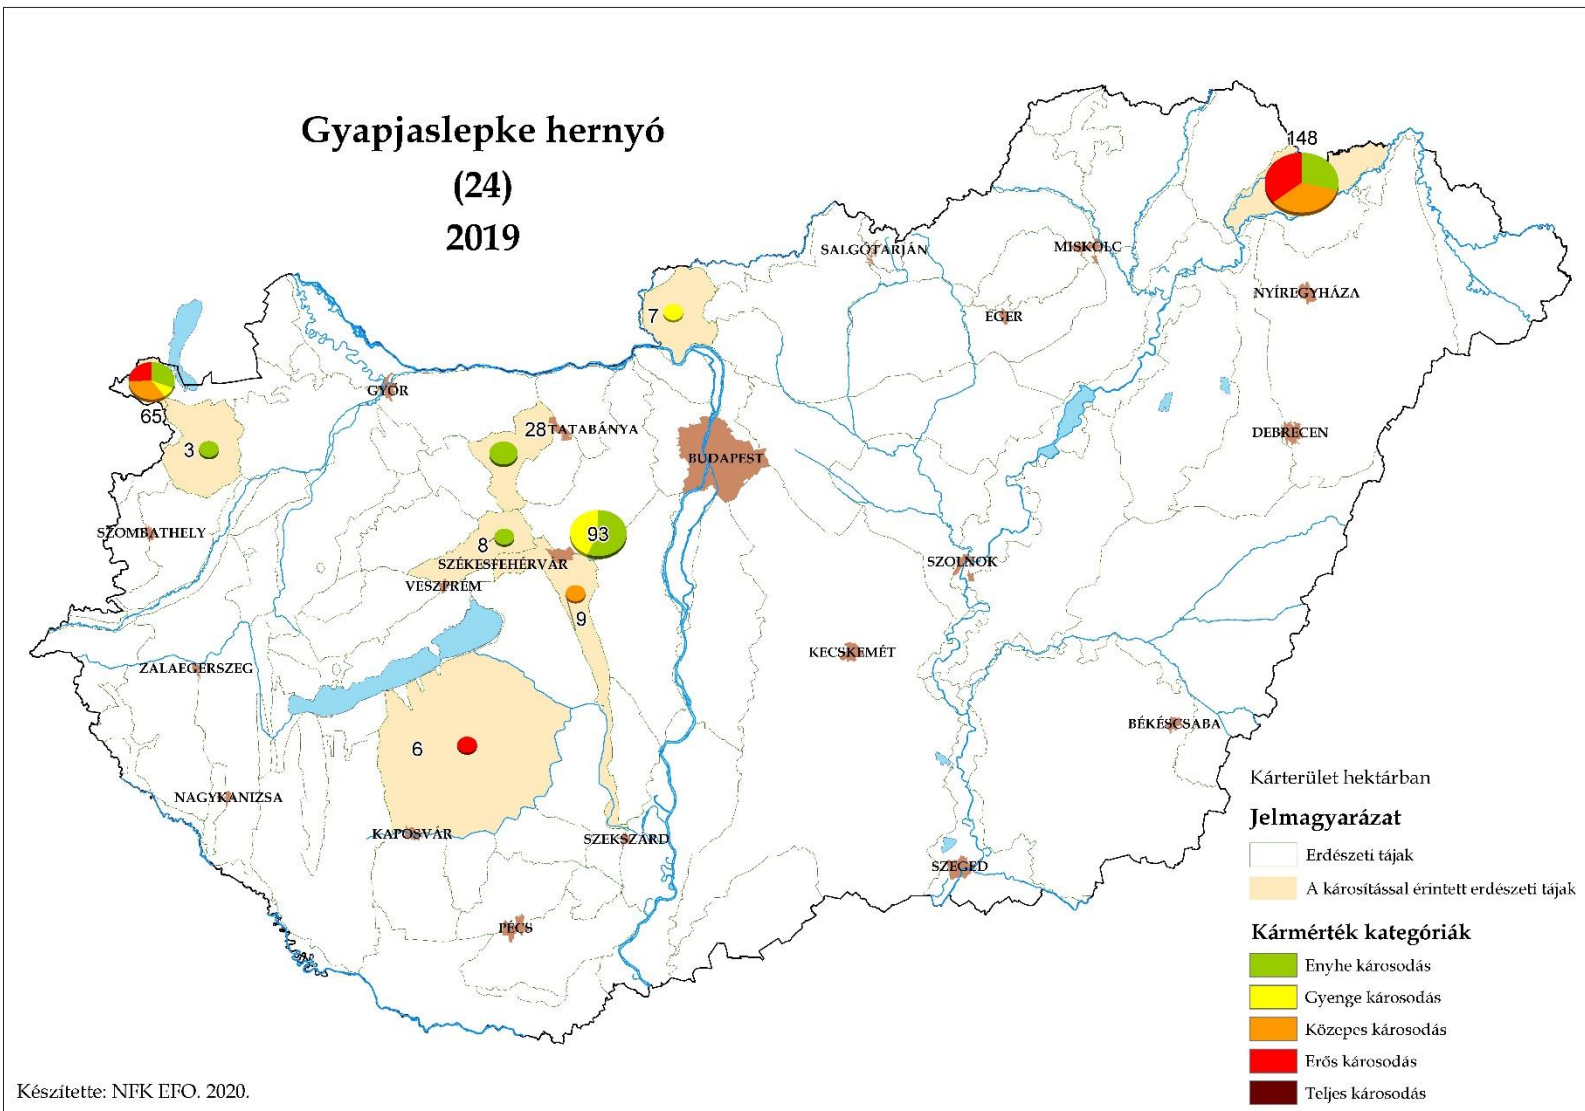 Gyapjaslepke hernyó
(24)
2019
148
SALGÓTARJÁN
MISKOLC
NYÍREGYHÁZA
EGER
7
GYŐR
65
3
28
TATABÁNYA
BUDAPEST
DEBRECEN
SZOMBATHELY
8
93
SZÉKESFEHÉRVÁR
VESZPRÉM
SZOLNOK
9
ZALAEGERSZEG
KECSKEMÉT
6
BÉKÉSCSABA
NAGYKANIZSA
KAPOSVÁR
SZEKSZÁRD
SZEGED
PÉCS
Kárterület hektárban
Jelmagyarázat
Erdészeti tájak
A károsítással érintett erdészeti tájak
Kármérték kategóriák
Enyhe károsodás
Gyenge károsodás
Közepes károsodás
Erős károsodás
Teljes károsodás
Készítette: NFK EFO. 2020.